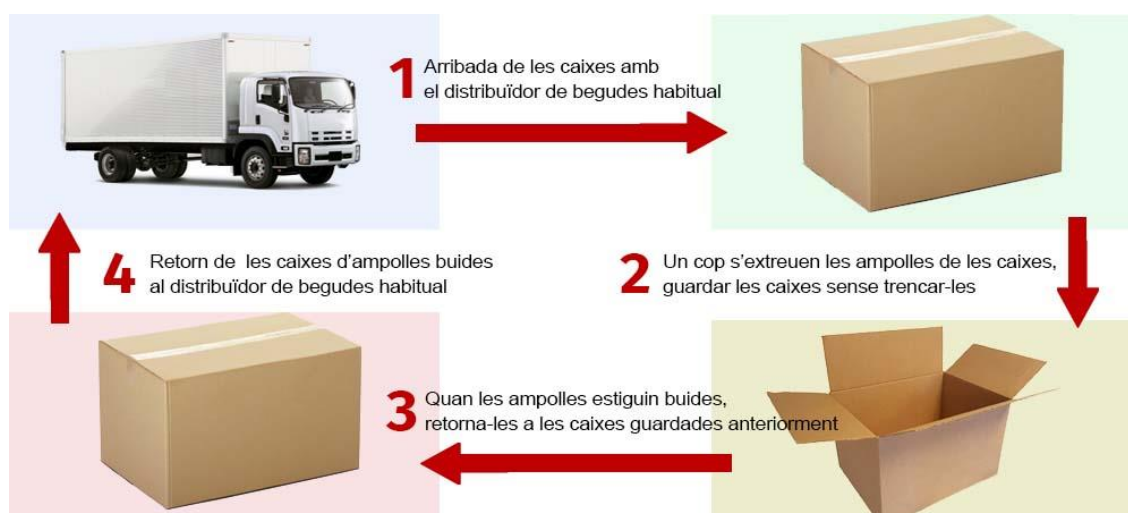 1 Arribada de les caixes amb
el distribuïdor de begudes habitual
2 Un cop s'extreuen les ampolles de les caixes,
guardar les caixes sense trencar-les
3 Quan les ampolles estiguin buides,
retorna-les a les caixes guardades anteriorment
4 Retorn de les caixes d'ampolles buides
al distribuïdor de begudes habitual